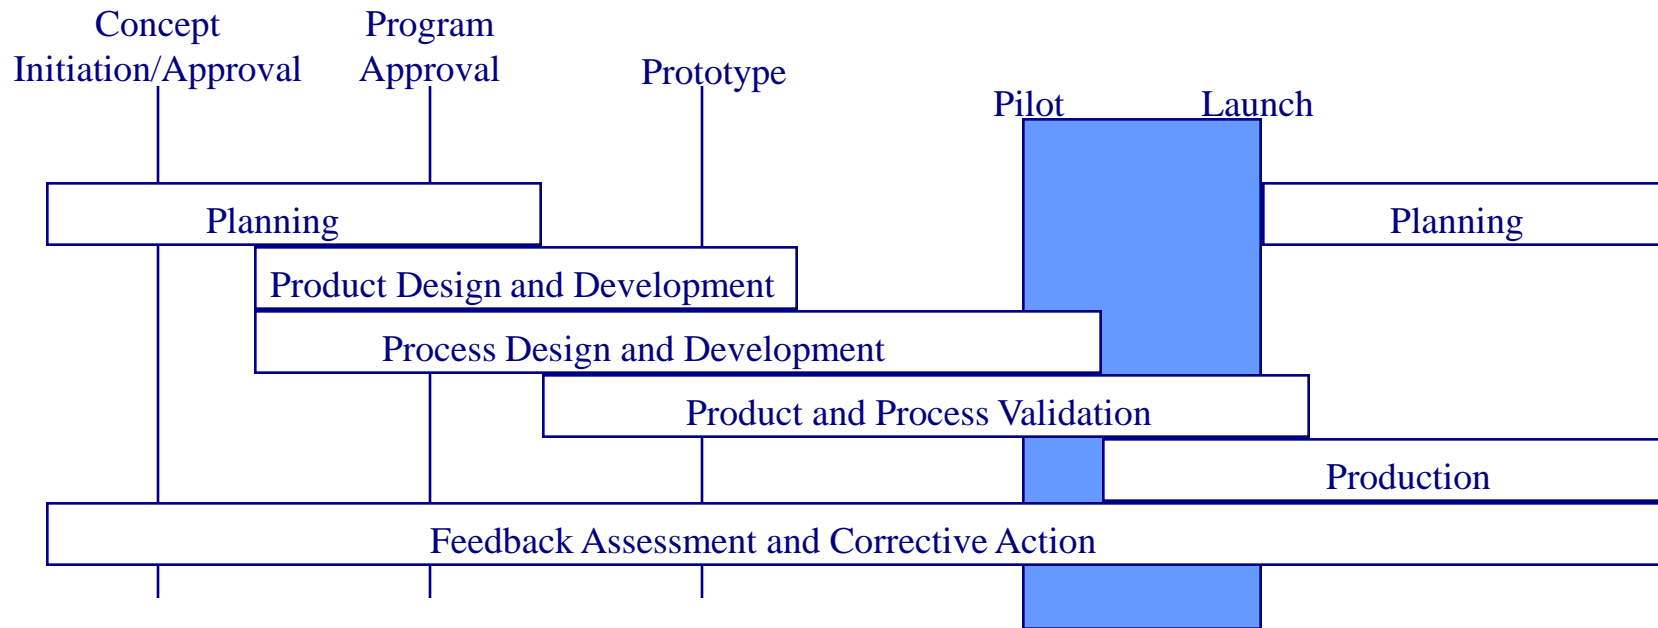 Concept
Initiation/Approval
Program
Approval
Prototype
Pilot
Launch
Planning
Planning
Product Design and Development
Process Design and Development
Product and Process Validation
Production
Feedback Assessment and Corrective Action